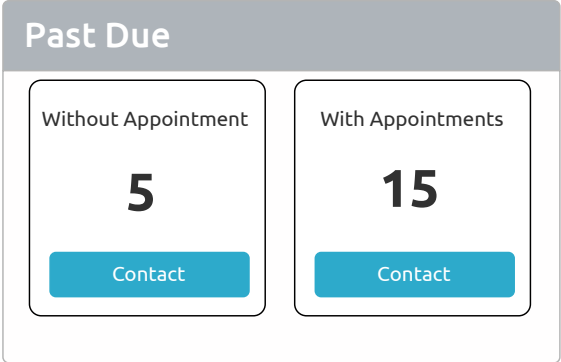 Past Due
Without Appointment
5
Contact
With Appointments
15
Contact